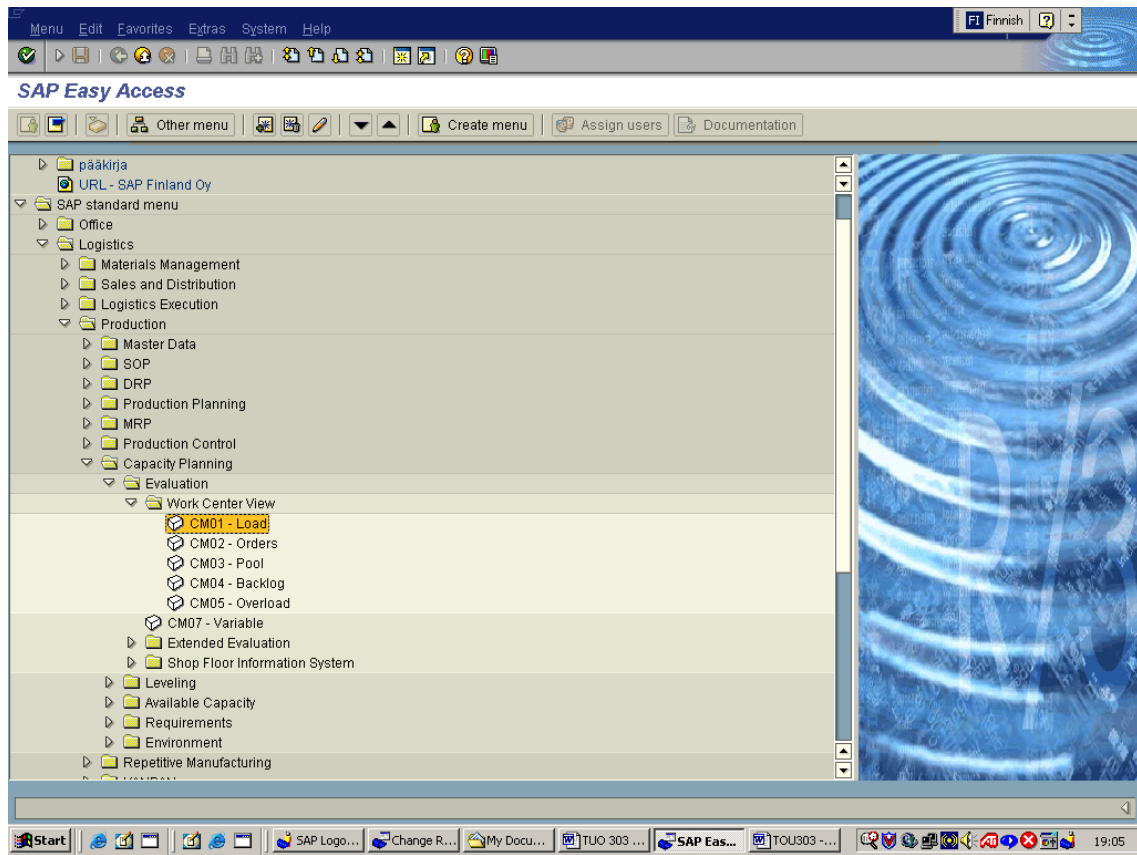 Menu Edit Favorites Extras System Help
FI Finnish
SAP Easy Access
Other menu Create menu Assign users Documentation
pääkirja
URL - SAP Finland Oy
SAP standard menu
Office
Logistics
Materials Management
Sales and Distribution
Logistics Execution
Production
Master Data
SOP
DRP
Production Planning
MRP
Production Control
Capacity Planning
Evaluation
Work Center View
CM01 - Load
CM02 - Orders
CM03 - Pool
CM04 - Backlog
CM05 - Overload
CM07 - Variable
Extended Evaluation
Shop Floor Information System
Leveling
Available Capacity
Requirements
Environment
Repetitive Manufacturing
R/3
Start SAP Logo... Change R... My Docu... TUO 303 ... SAP Eas... TOU303 -... 19:05